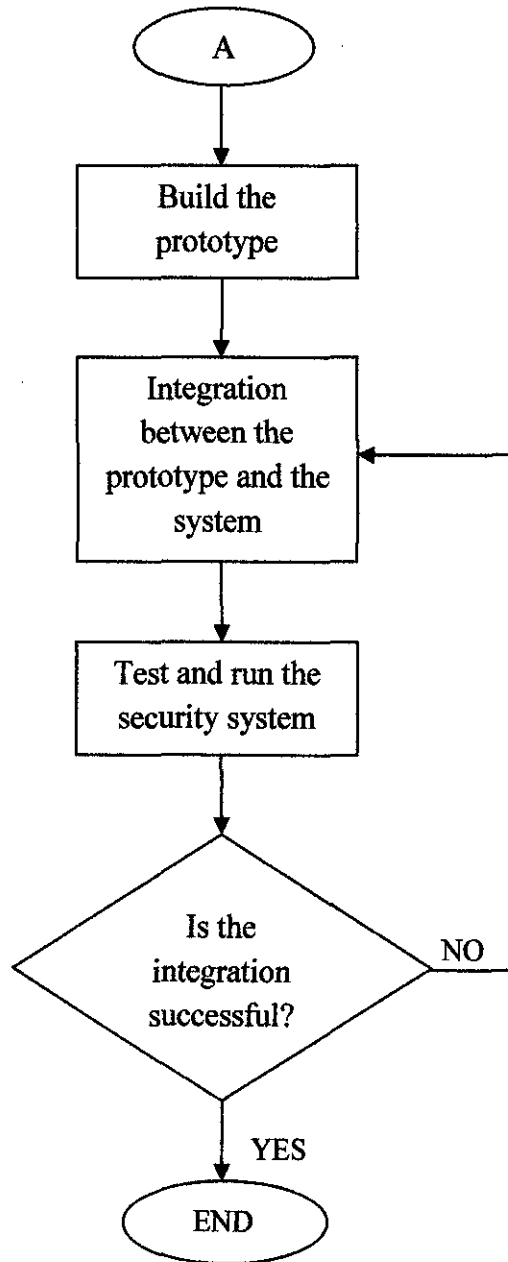 A
Build the
prototype
Integration
between the
prototype and the
system
Test and run the
security system
Is the
integration
successful?
NO
YES
END